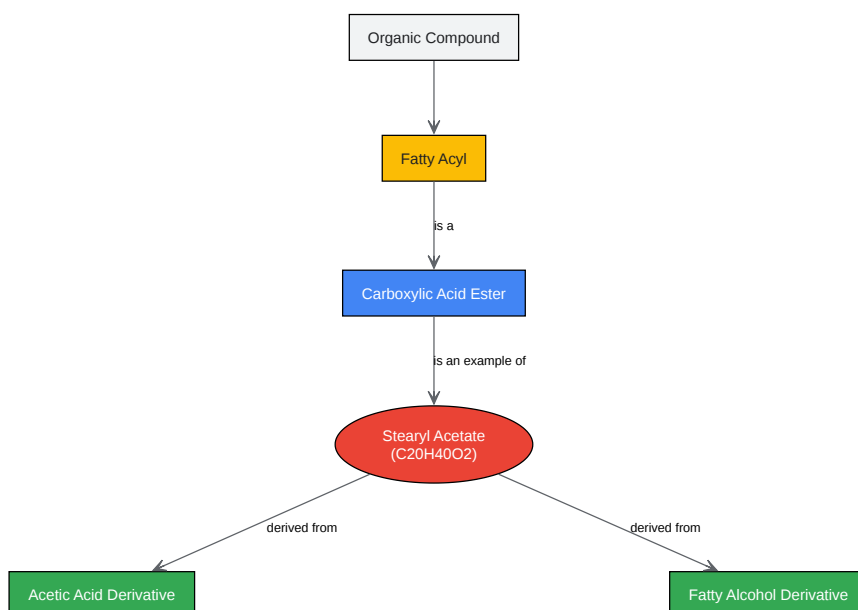 Organic Compound
Fatty Acyl
is a
Carboxylic Acid Ester
is an example of
Stearyl Acetate
(C20H40O2)
derived from
derived from
Acetic Acid Derivative
Fatty Alcohol Derivative